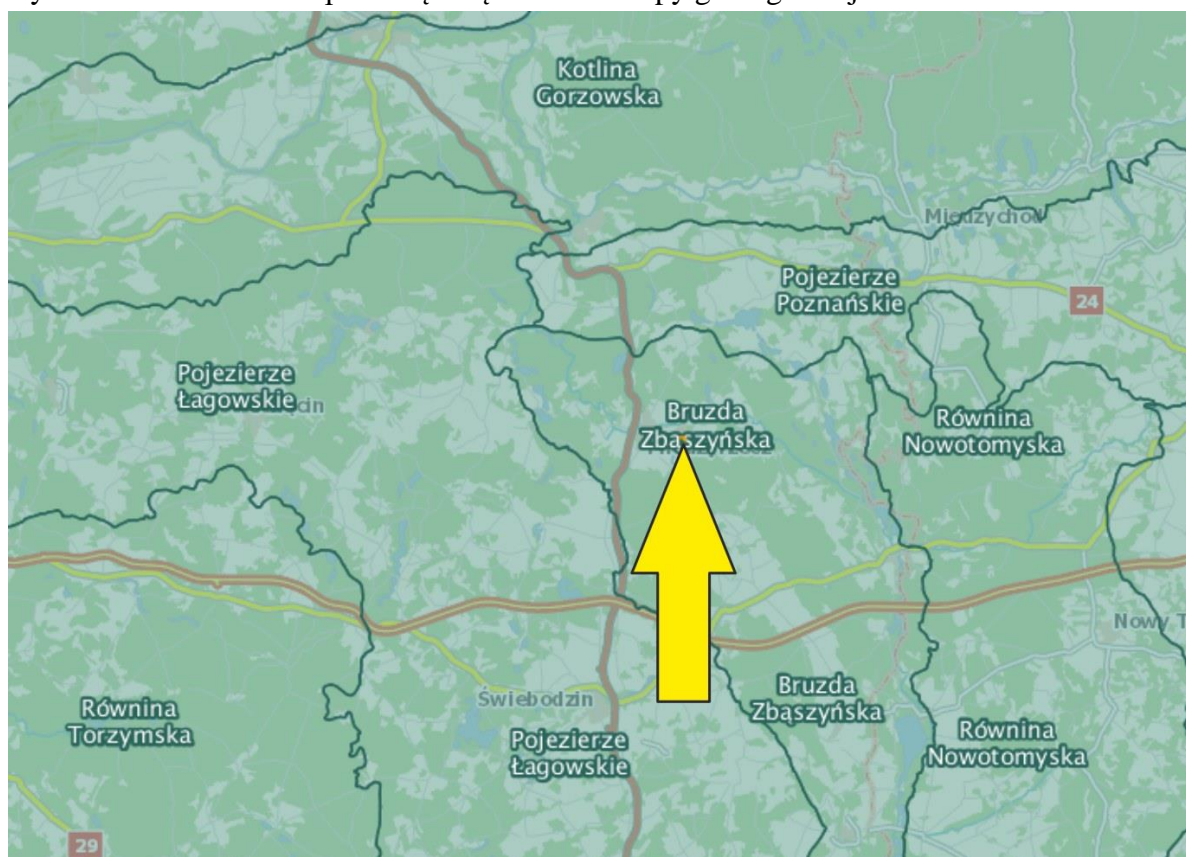 Kotlina
Gorzowska
Międzychód
Pojezierze
Poznańskie
24
Pojezierze
Łagowskie
Bruzda
Zbąszyńska
Równina
Nowotomyska
Nowy T
Świebodzin
Równina
Torzymska
Bruzda
Zbąszyńska
Pojezierze
Łagowskie
Równina
Nowotomyska
29